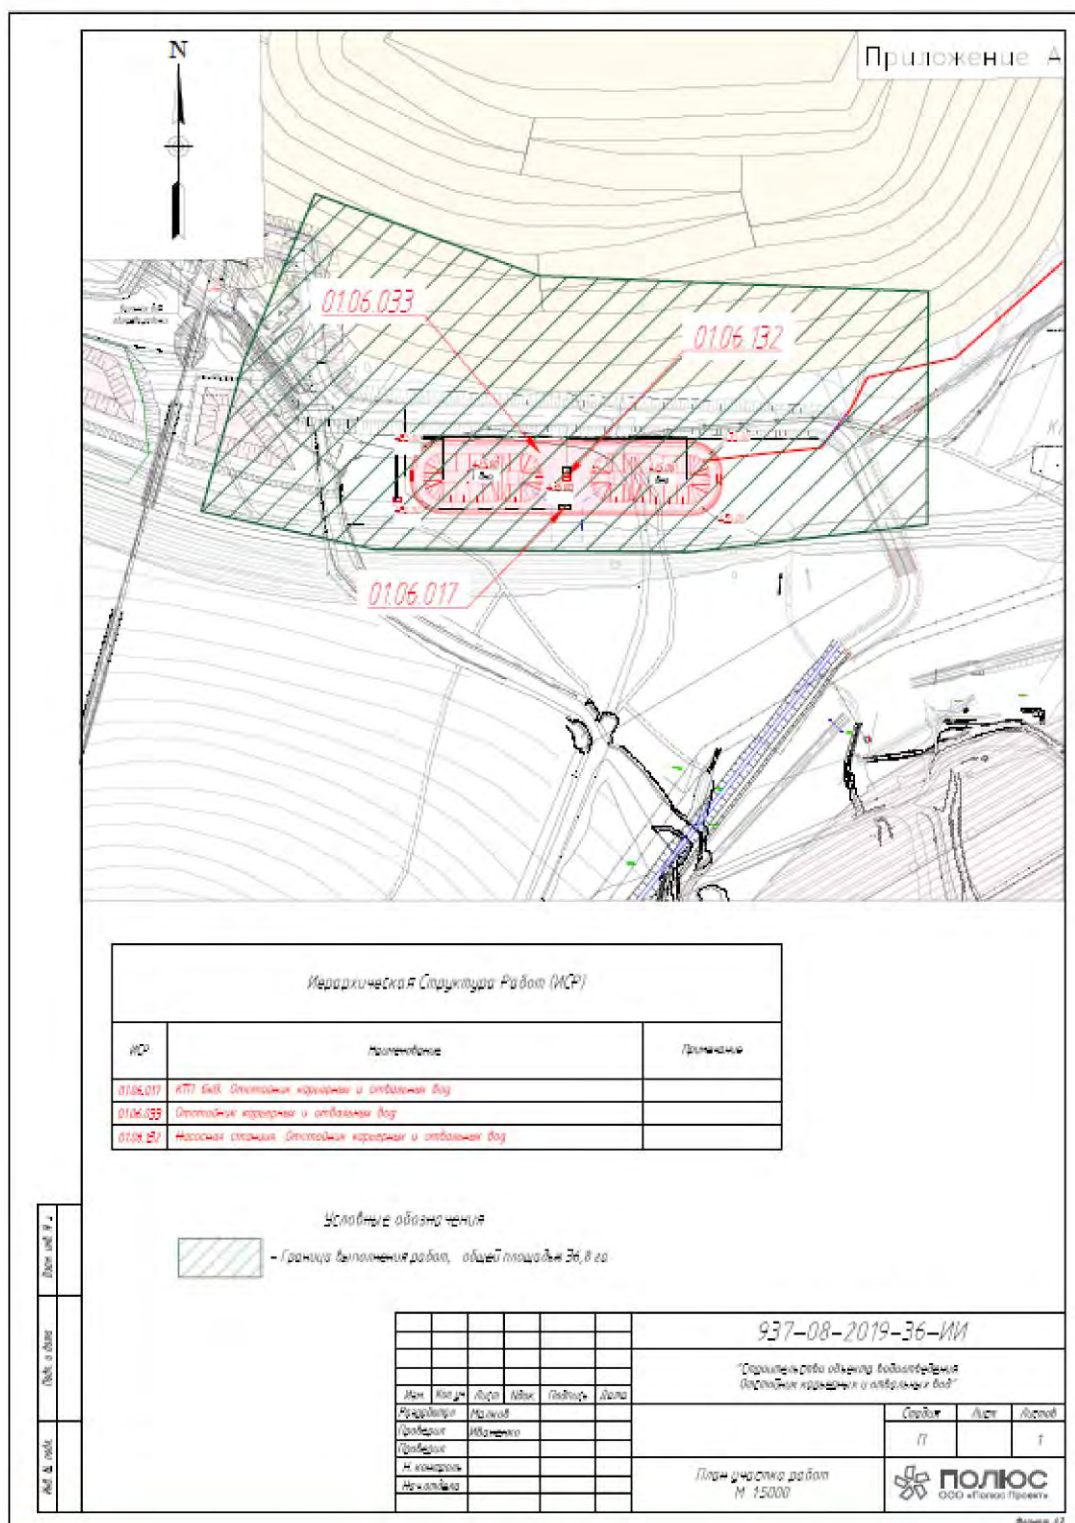 N
Приложение А
01.06.033
01.06.132
01.06.017
Иерархическая Структура Работ (ИСР)
ИСР
Наименование
Примечание
01.06.017
КТП 6кВ. Отстойник карьерных и отвальных вод
01.06.033
Отстойник карьерных и отвальных вод
01.06.132
Насосная станция. Отстойник карьерных и отвальных вод
Условные обозначения
- Граница выполнения работ, общей площадью 36,8 га
937-08-2019-36-ИИ
"Строительство объекта водоотведения
Отстойник карьерных и отвальных вод"
Изм. Кол.уч Лист №док. Подпись Дата
Разработал Малков
Проверил Иваненко
Проверил
Н. контроль
Нач.отдела
Стадия Лист Листов
П 1
План участка работ
М 1:5000
ПОЛЮС
ООО «Полюс Проект»
Взам. инв. №
Подп. и дата
Инв. № подл.
Формат А3